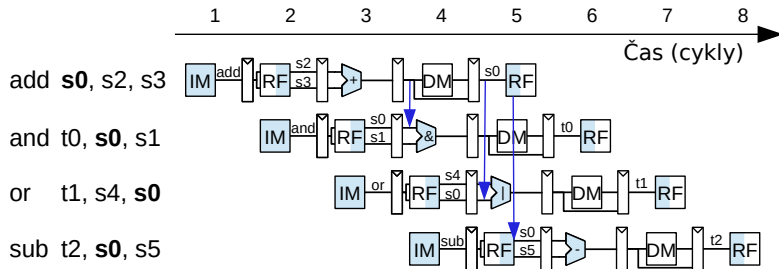 1 2 3 4 5 6 7 8
Čas (cykly)
add s0, s2, s3 IM add RF s2 s3 + DM s0 RF
and t0, s0, s1 IM and RF s0 s1 & DM t0 RF
or t1, s4, s0 IM or RF s4 s0 | DM t1 RF
sub t2, s0, s5 IM sub RF s0 s5 - DM t2 RF